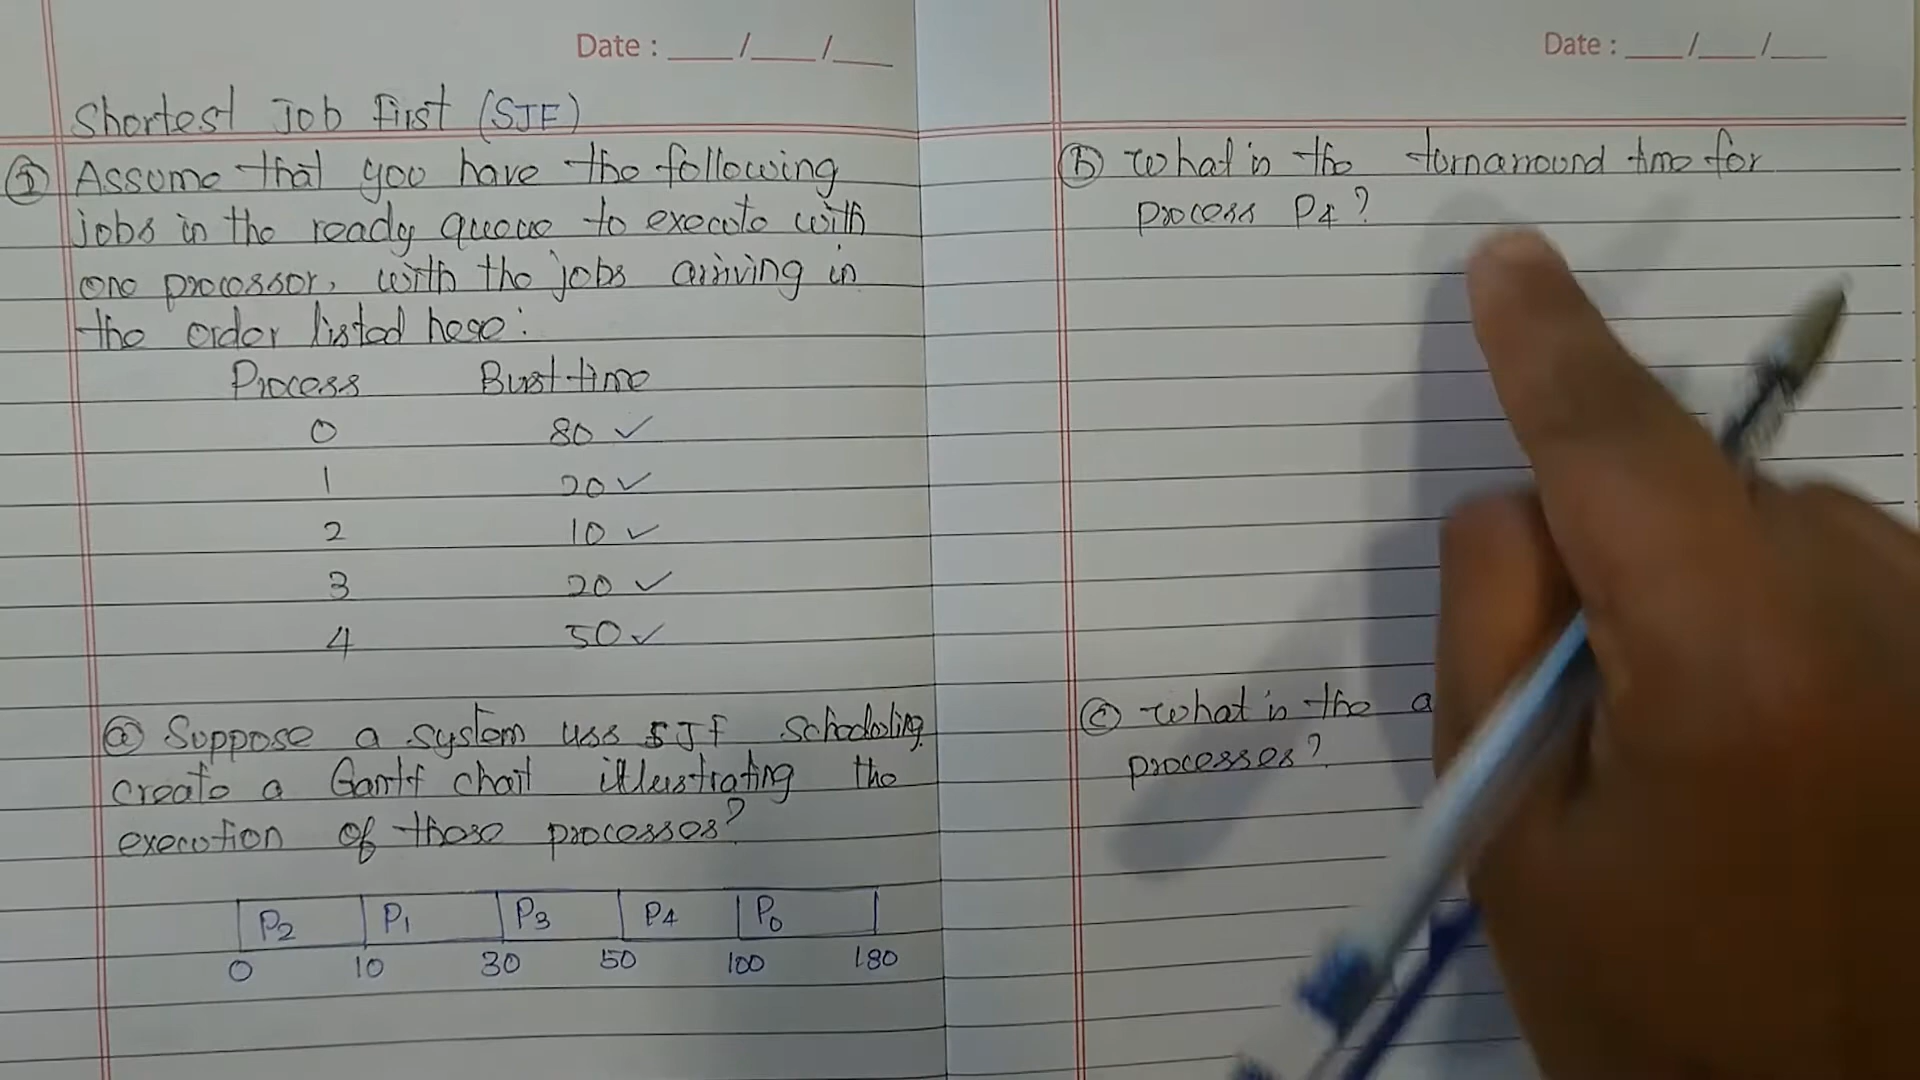 Date : ___/___/___
Shortest Job First (SJF)
① Assume that you have the following
jobs in the ready queue to execute with
one processor, with the jobs arriving in
the order listed here:
Process Burst time
0 80 ✓
1 20 ✓
2 10 ✓
3 20 ✓
4 50 ✓
ⓐ Suppose a system uses SJF scheduling.
create a Gantt chart illustrating the
execution of these processes?
P2 P1 P3 P4 P0
0 10 30 50 100 180
Date : ___/___/___
ⓑ What is the turnarround time for
process P4?
ⓒ What is the a
processes?